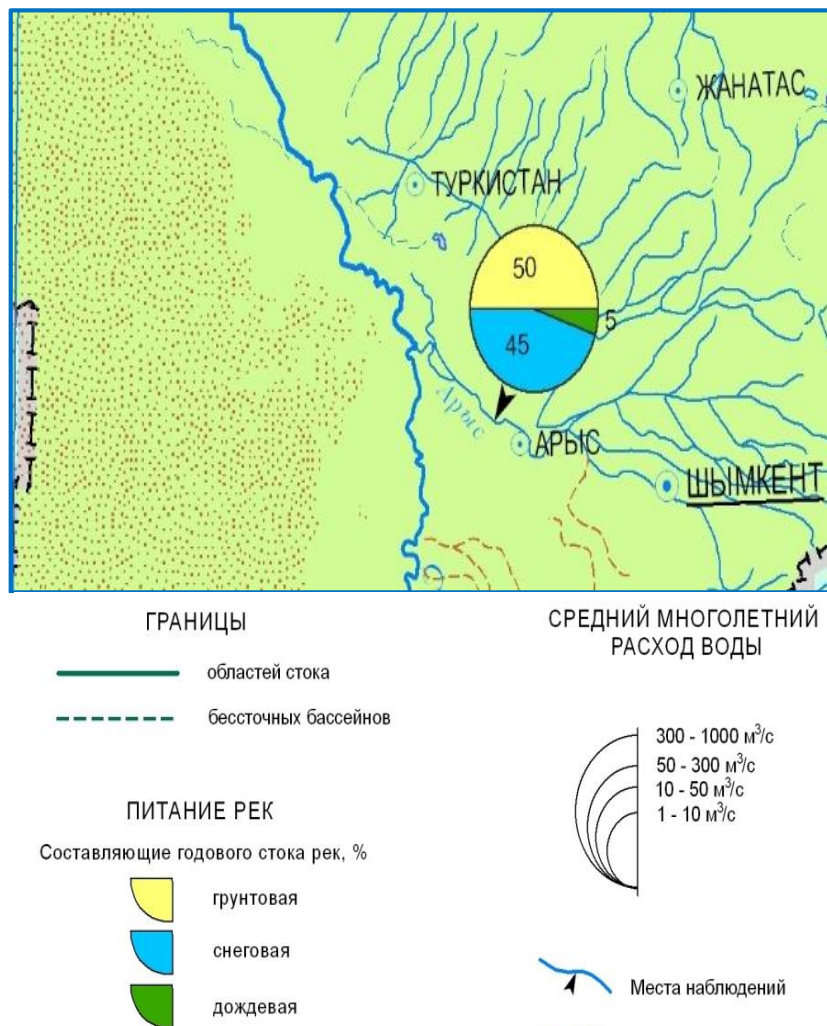 ЖАНАТАС
ТУРКИСТАН
50
5
45
Арыс
АРЫС
ШЫМКЕНТ
ГРАНИЦЫ
областей стока
бессточных бассейнов
ПИТАНИЕ РЕК
Составляющие годового стока рек, %
грунтовая
снеговая
дождевая
СРЕДНИЙ МНОГОЛЕТНИЙ
РАСХОД ВОДЫ
300 - 1000 м³/с
50 - 300 м³/с
10 - 50 м³/с
1 - 10 м³/с
Места наблюдений